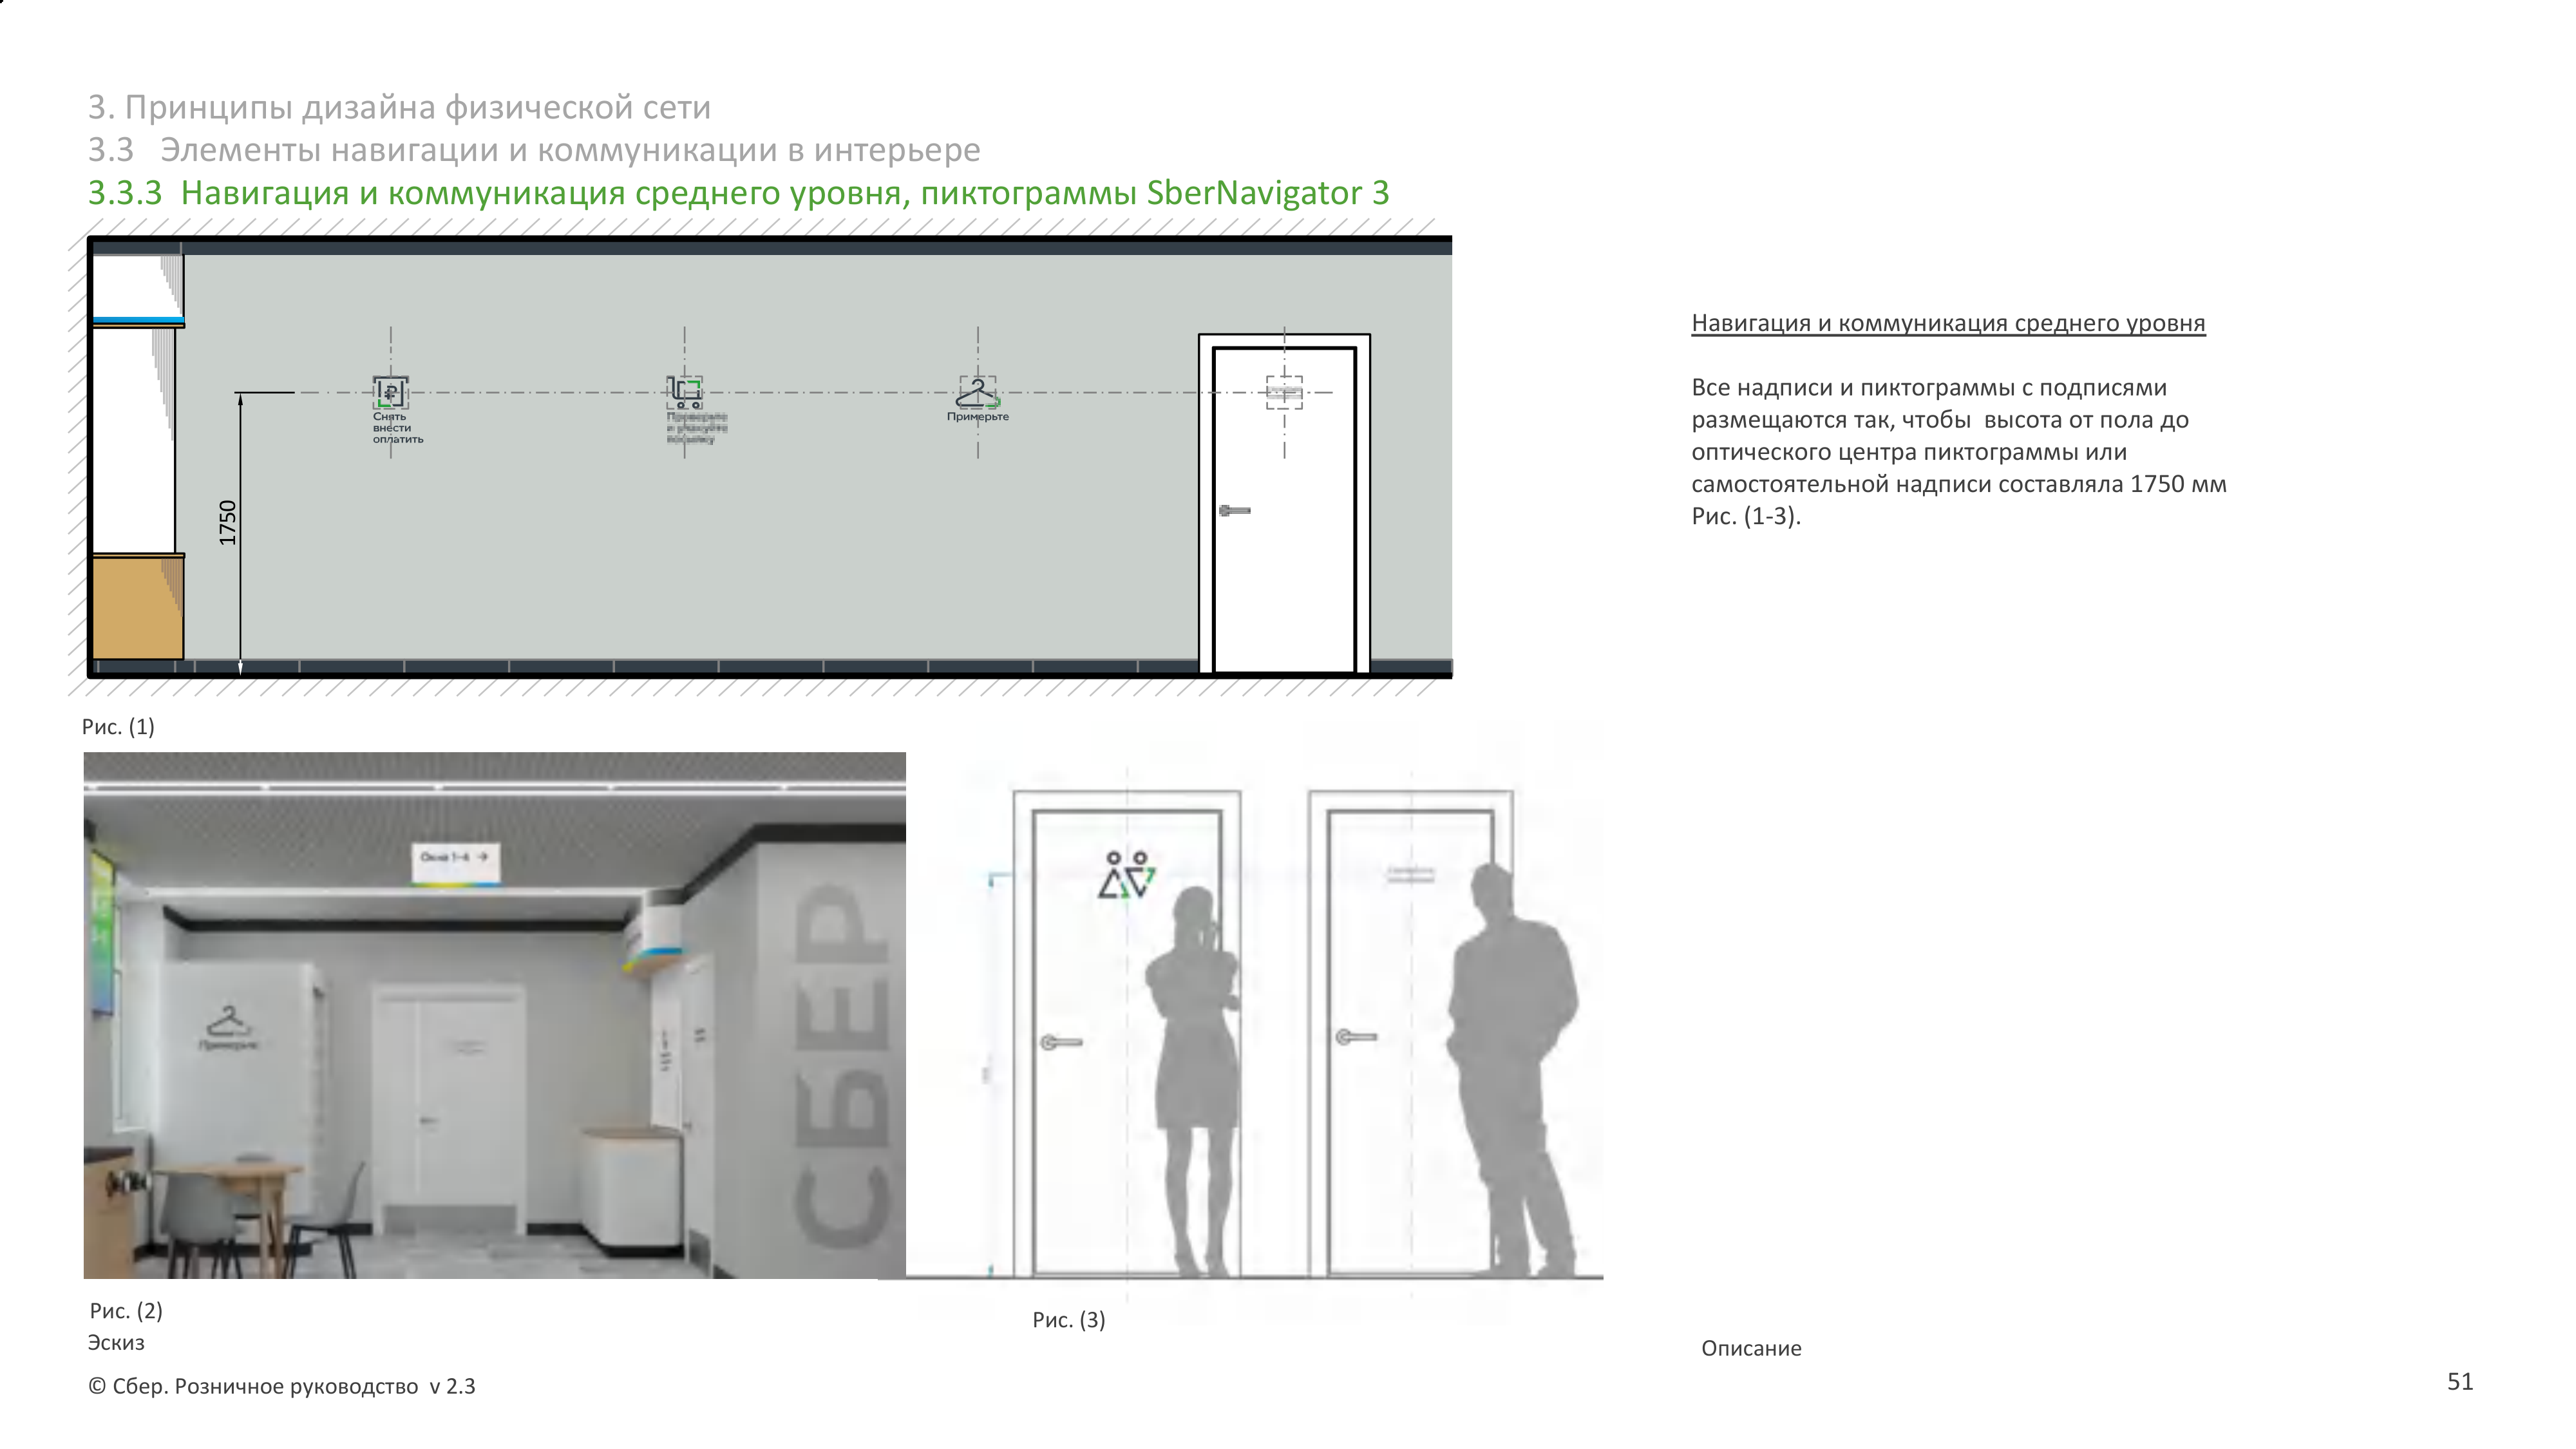 3. Принципы дизайна физической сети
3.3 Элементы навигации и коммуникации в интерьере
3.3.3 Навигация и коммуникация среднего уровня, пиктограммы SberNavigator 3
Снять
внести
оплатить
Примерьте
1750
Навигация и коммуникация среднего уровня
Все надписи и пиктограммы с подписями
размещаются так, чтобы высота от пола до
оптического центра пиктограммы или
самостоятельной надписи составляла 1750 мм
Рис. (1-3).
Рис. (1)
Окна 1-4 →
Примерьте
СБЕР
Рис. (2)
Эскиз
Рис. (3)
Описание
© Сбер. Розничное руководство v 2.3
51